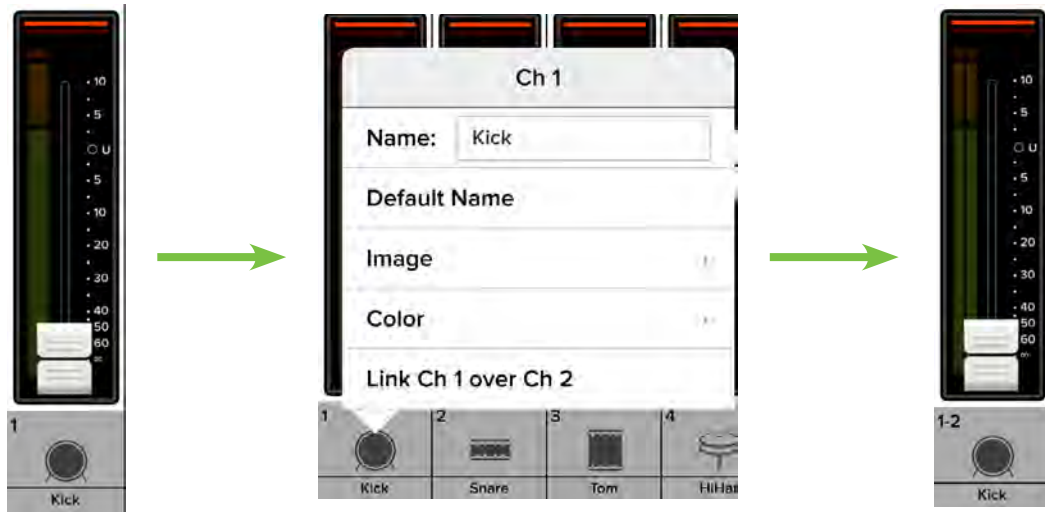 10
5
U
5
10
20
30
40
50
60
∞
1
Kick
Ch 1
Name: Kick
Default Name
Image
Color
Link Ch 1 over Ch 2
1 2 3 4
Kick Snare Tom
10
5
U
5
10
20
30
40
50
60
∞
1-2
Kick